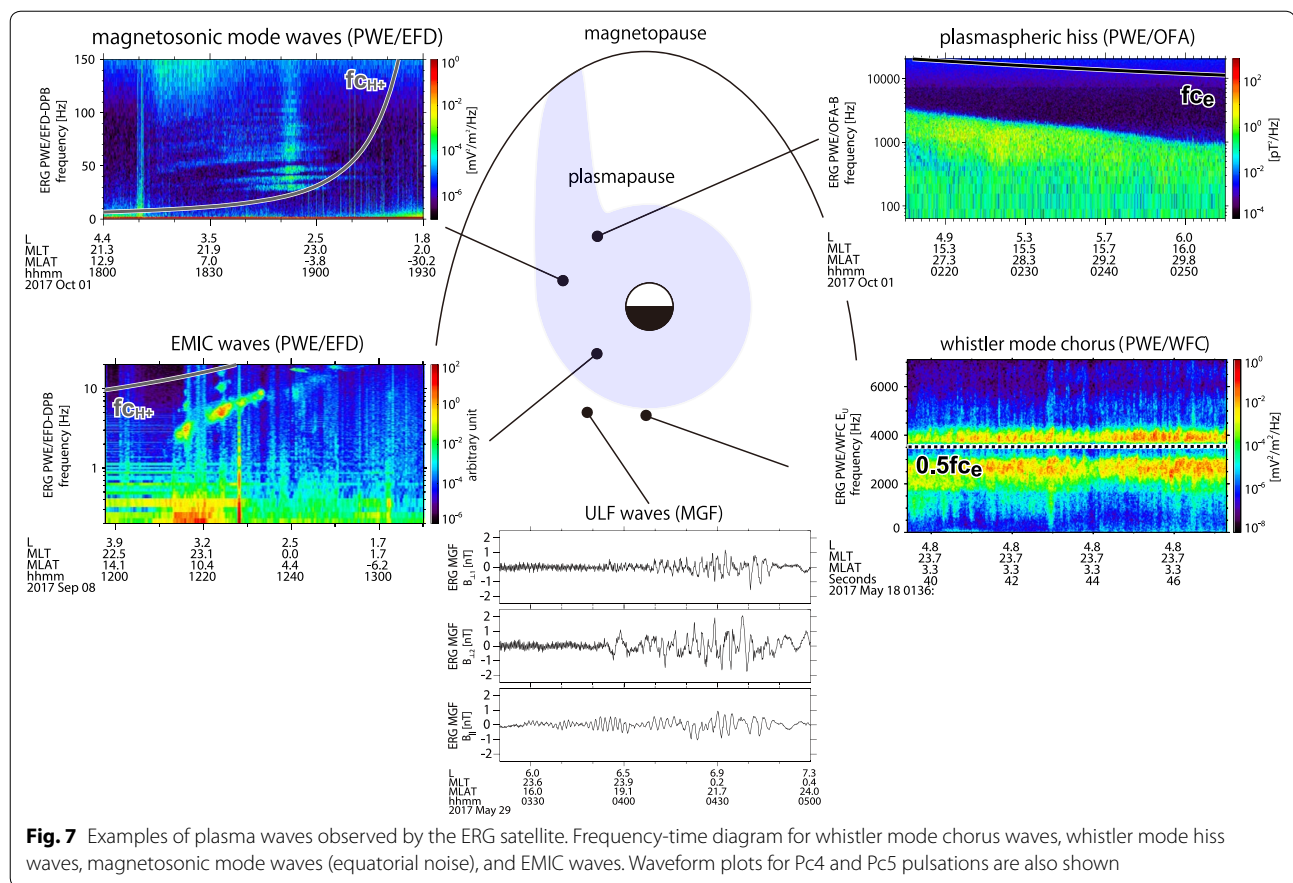 magnetosonic mode waves (PWE/EFD)
ERG PWE/EFD-DPB
frequency [Hz]
150
100
50
0
fcH+
10⁰
10⁻²
10⁻⁴
10⁻⁶
[mV²/m²/Hz]
L 4.4 3.5 2.5 1.8
MLT 21.3 21.9 23.0 2.0
MLAT 12.9 7.0 -3.8 -30.2
hhmm 1800 1830 1900 1930
2017 Oct 01
magnetopause
plasmapause
plasmaspheric hiss (PWE/OFA)
ERG PWE/OFA-B
frequency [Hz]
10000
1000
100
fce
10²
10⁰
10⁻²
10⁻⁴
[pT²/Hz]
L 4.9 5.3 5.7 6.0
MLT 15.3 15.5 15.7 16.0
MLAT 27.3 28.3 29.2 29.8
hhmm 0220 0230 0240 0250
2017 Oct 01
EMIC waves (PWE/EFD)
ERG PWE/EFD-DPB
frequency [Hz]
10
1
fcH+
10²
10⁰
10⁻²
10⁻⁴
10⁻⁶
arbitrary unit
L 3.9 3.2 2.5 1.7
MLT 22.5 23.1 0.0 1.7
MLAT 14.1 10.4 4.4 -6.2
hhmm 1200 1220 1240 1300
2017 Sep 08
whistler mode chorus (PWE/WFC)
ERG PWE/WFC EU
frequency [Hz]
6000
4000
2000
0
0.5fce
10⁰
10⁻²
10⁻⁴
10⁻⁶
10⁻⁸
[mV²/m²/Hz]
L 4.8 4.8 4.8 4.8
MLT 23.7 23.7 23.7 23.7
MLAT 3.3 3.3 3.3 3.3
Seconds 40 42 44 46
2017 May 18 0136:
ULF waves (MGF)
ERG MGF
B⊥1 [nT]
2
1
0
-1
-2
ERG MGF
B⊥2 [nT]
2
1
0
-1
-2
ERG MGF
B|| [nT]
2
1
0
-1
-2
L 6.0 6.5 6.9 7.3
MLT 23.6 23.9 0.2 0.4
MLAT 16.0 19.1 21.7 24.0
hhmm 0330 0400 0430 0500
2017 May 29
Fig. 7 Examples of plasma waves observed by the ERG satellite. Frequency-time diagram for whistler mode chorus waves, whistler mode hiss
waves, magnetosonic mode waves (equatorial noise), and EMIC waves. Waveform plots for Pc4 and Pc5 pulsations are also shown